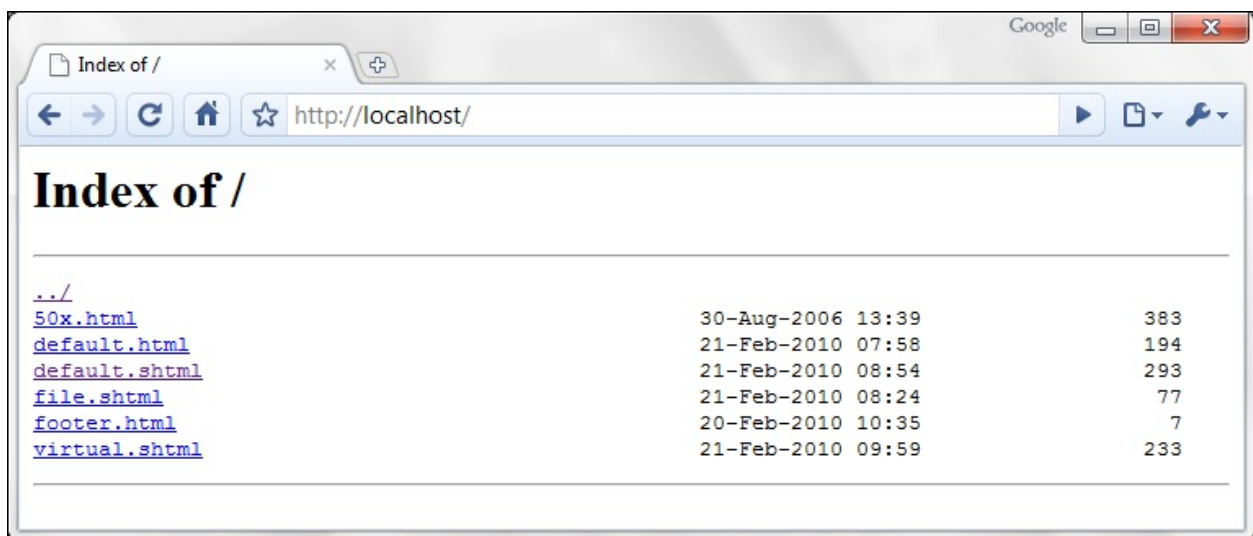 Google
Index of /
http://localhost/
Index of /
../
50x.html 30-Aug-2006 13:39 383
default.html 21-Feb-2010 07:58 194
default.shtml 21-Feb-2010 08:54 293
file.shtml 21-Feb-2010 08:24 77
footer.html 20-Feb-2010 10:35 7
virtual.shtml 21-Feb-2010 09:59 233